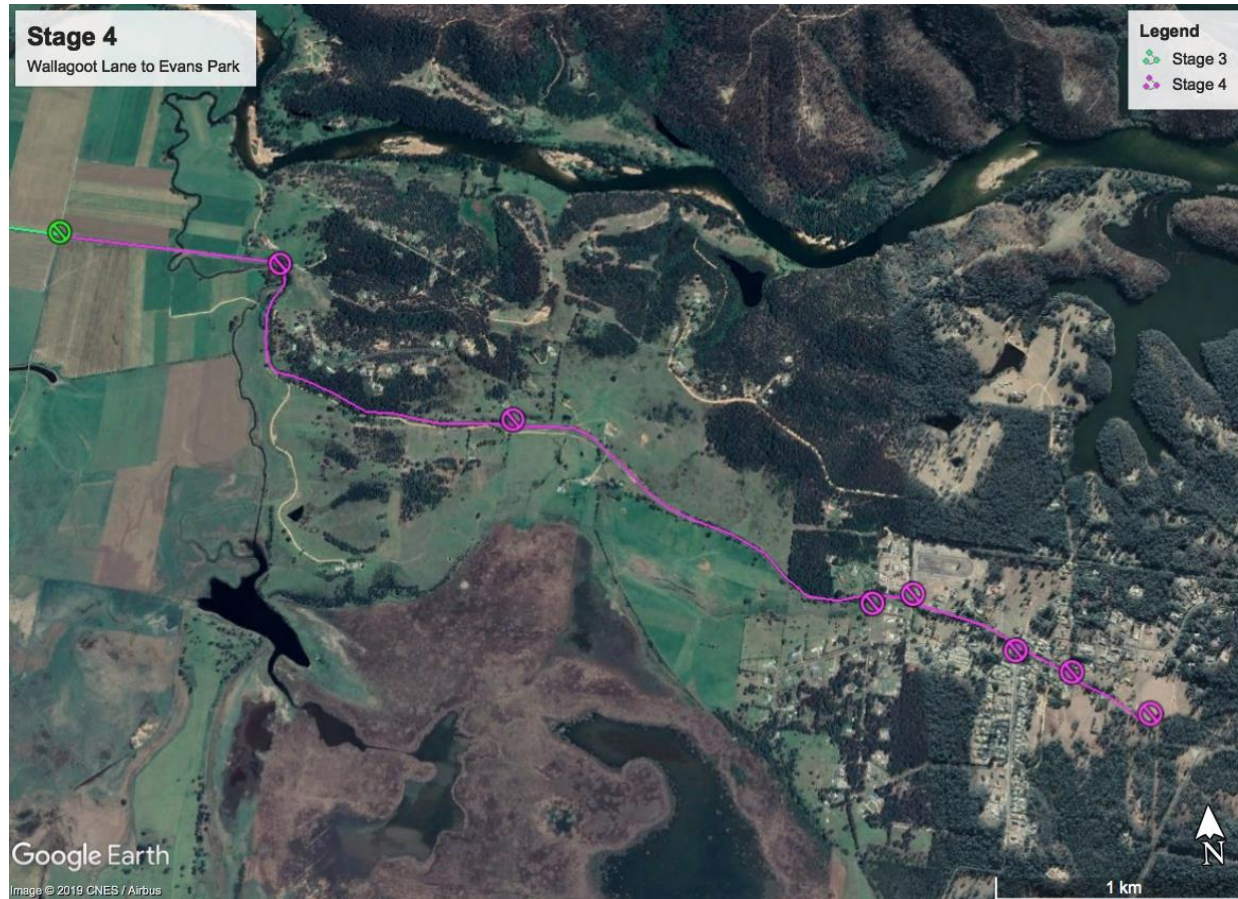 Stage 4
Wallagoot Lane to Evans Park
Legend
Stage 3
Stage 4
N
1 km
Google Earth
Image © 2019 CNES / Airbus